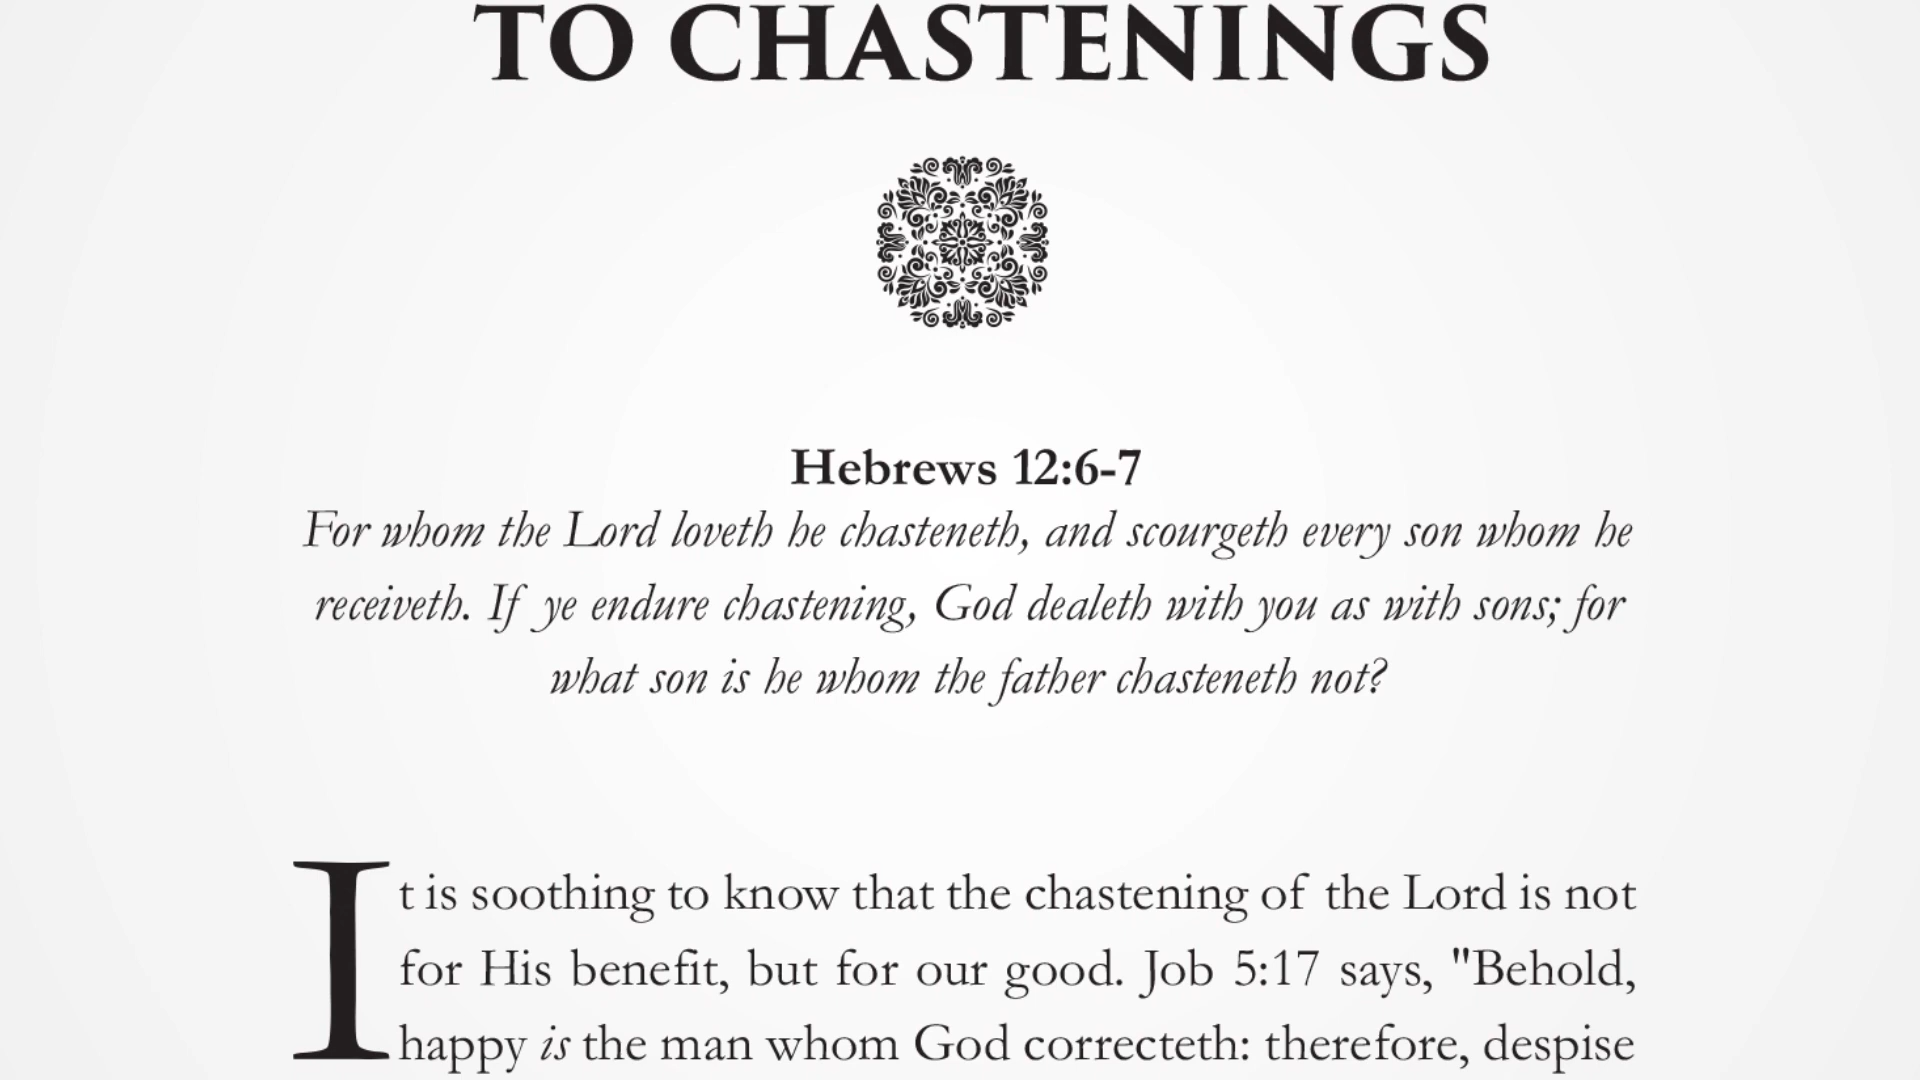 TO CHASTENINGS
Hebrews 12:6-7
For whom the Lord loveth he chasteneth, and scourgeth every son whom he
receiveth. If ye endure chastening, God dealeth with you as with sons; for
what son is he whom the father chasteneth not?
It is soothing to know that the chastening of the Lord is not
for His benefit, but for our good. Job 5:17 says, "Behold,
happy is the man whom God correcteth: therefore, despise